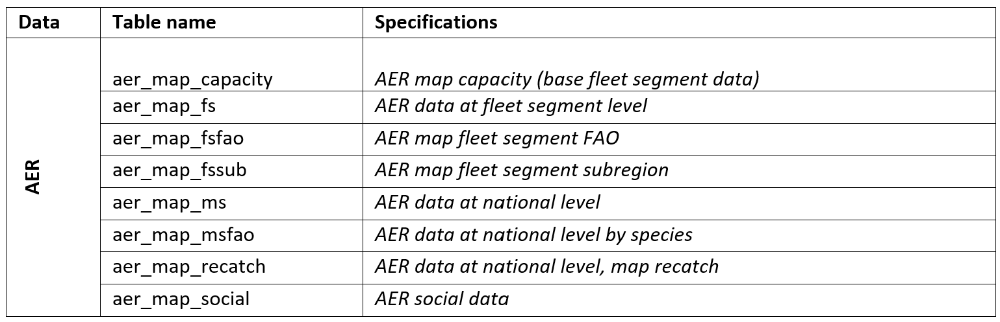 Data Table name Specifications
AER
aer_map_capacity AER map capacity (base fleet segment data)
aer_map_fs AER data at fleet segment level
aer_map_fsfao AER map fleet segment FAO
aer_map_fssub AER map fleet segment subregion
aer_map_ms AER data at national level
aer_map_msfao AER data at national level by species
aer_map_recatch AER data at national level, map recatch
aer_map_social AER social data